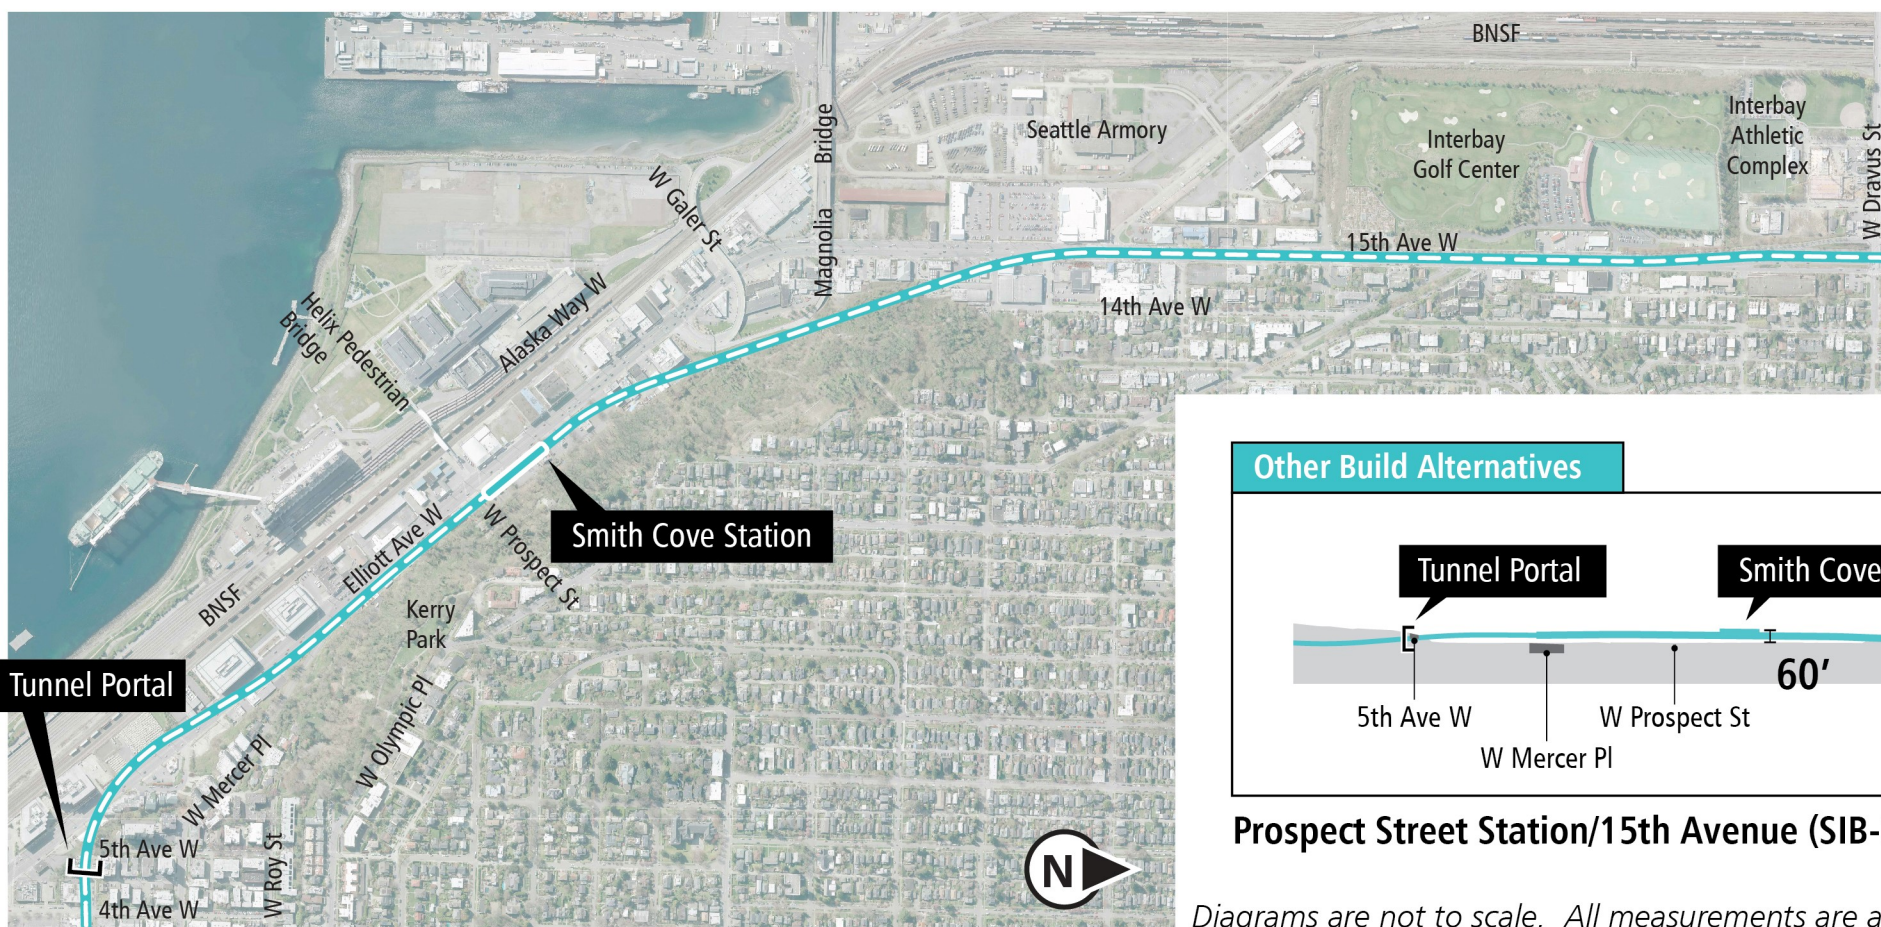 BNSF
Interbay
Athletic
Complex
Seattle Armory
Interbay
Golf Center
W Dravus St
Magnolia Bridge
W Galer St
15th Ave W
14th Ave W
Helix Pedestrian
Bridge
Alaska Way W
Smith Cove Station
Elliott Ave W
W Prospect St
BNSF
Kerry
Park
Tunnel Portal
W Olympic Pl
W Mercer Pl
5th Ave W
W Roy St
4th Ave W
N
Other Build Alternatives
Tunnel Portal
Smith Cove
60’
5th Ave W
W Prospect St
W Mercer Pl
Prospect Street Station/15th Avenue (SIB-
Diagrams are not to scale. All measurements are a